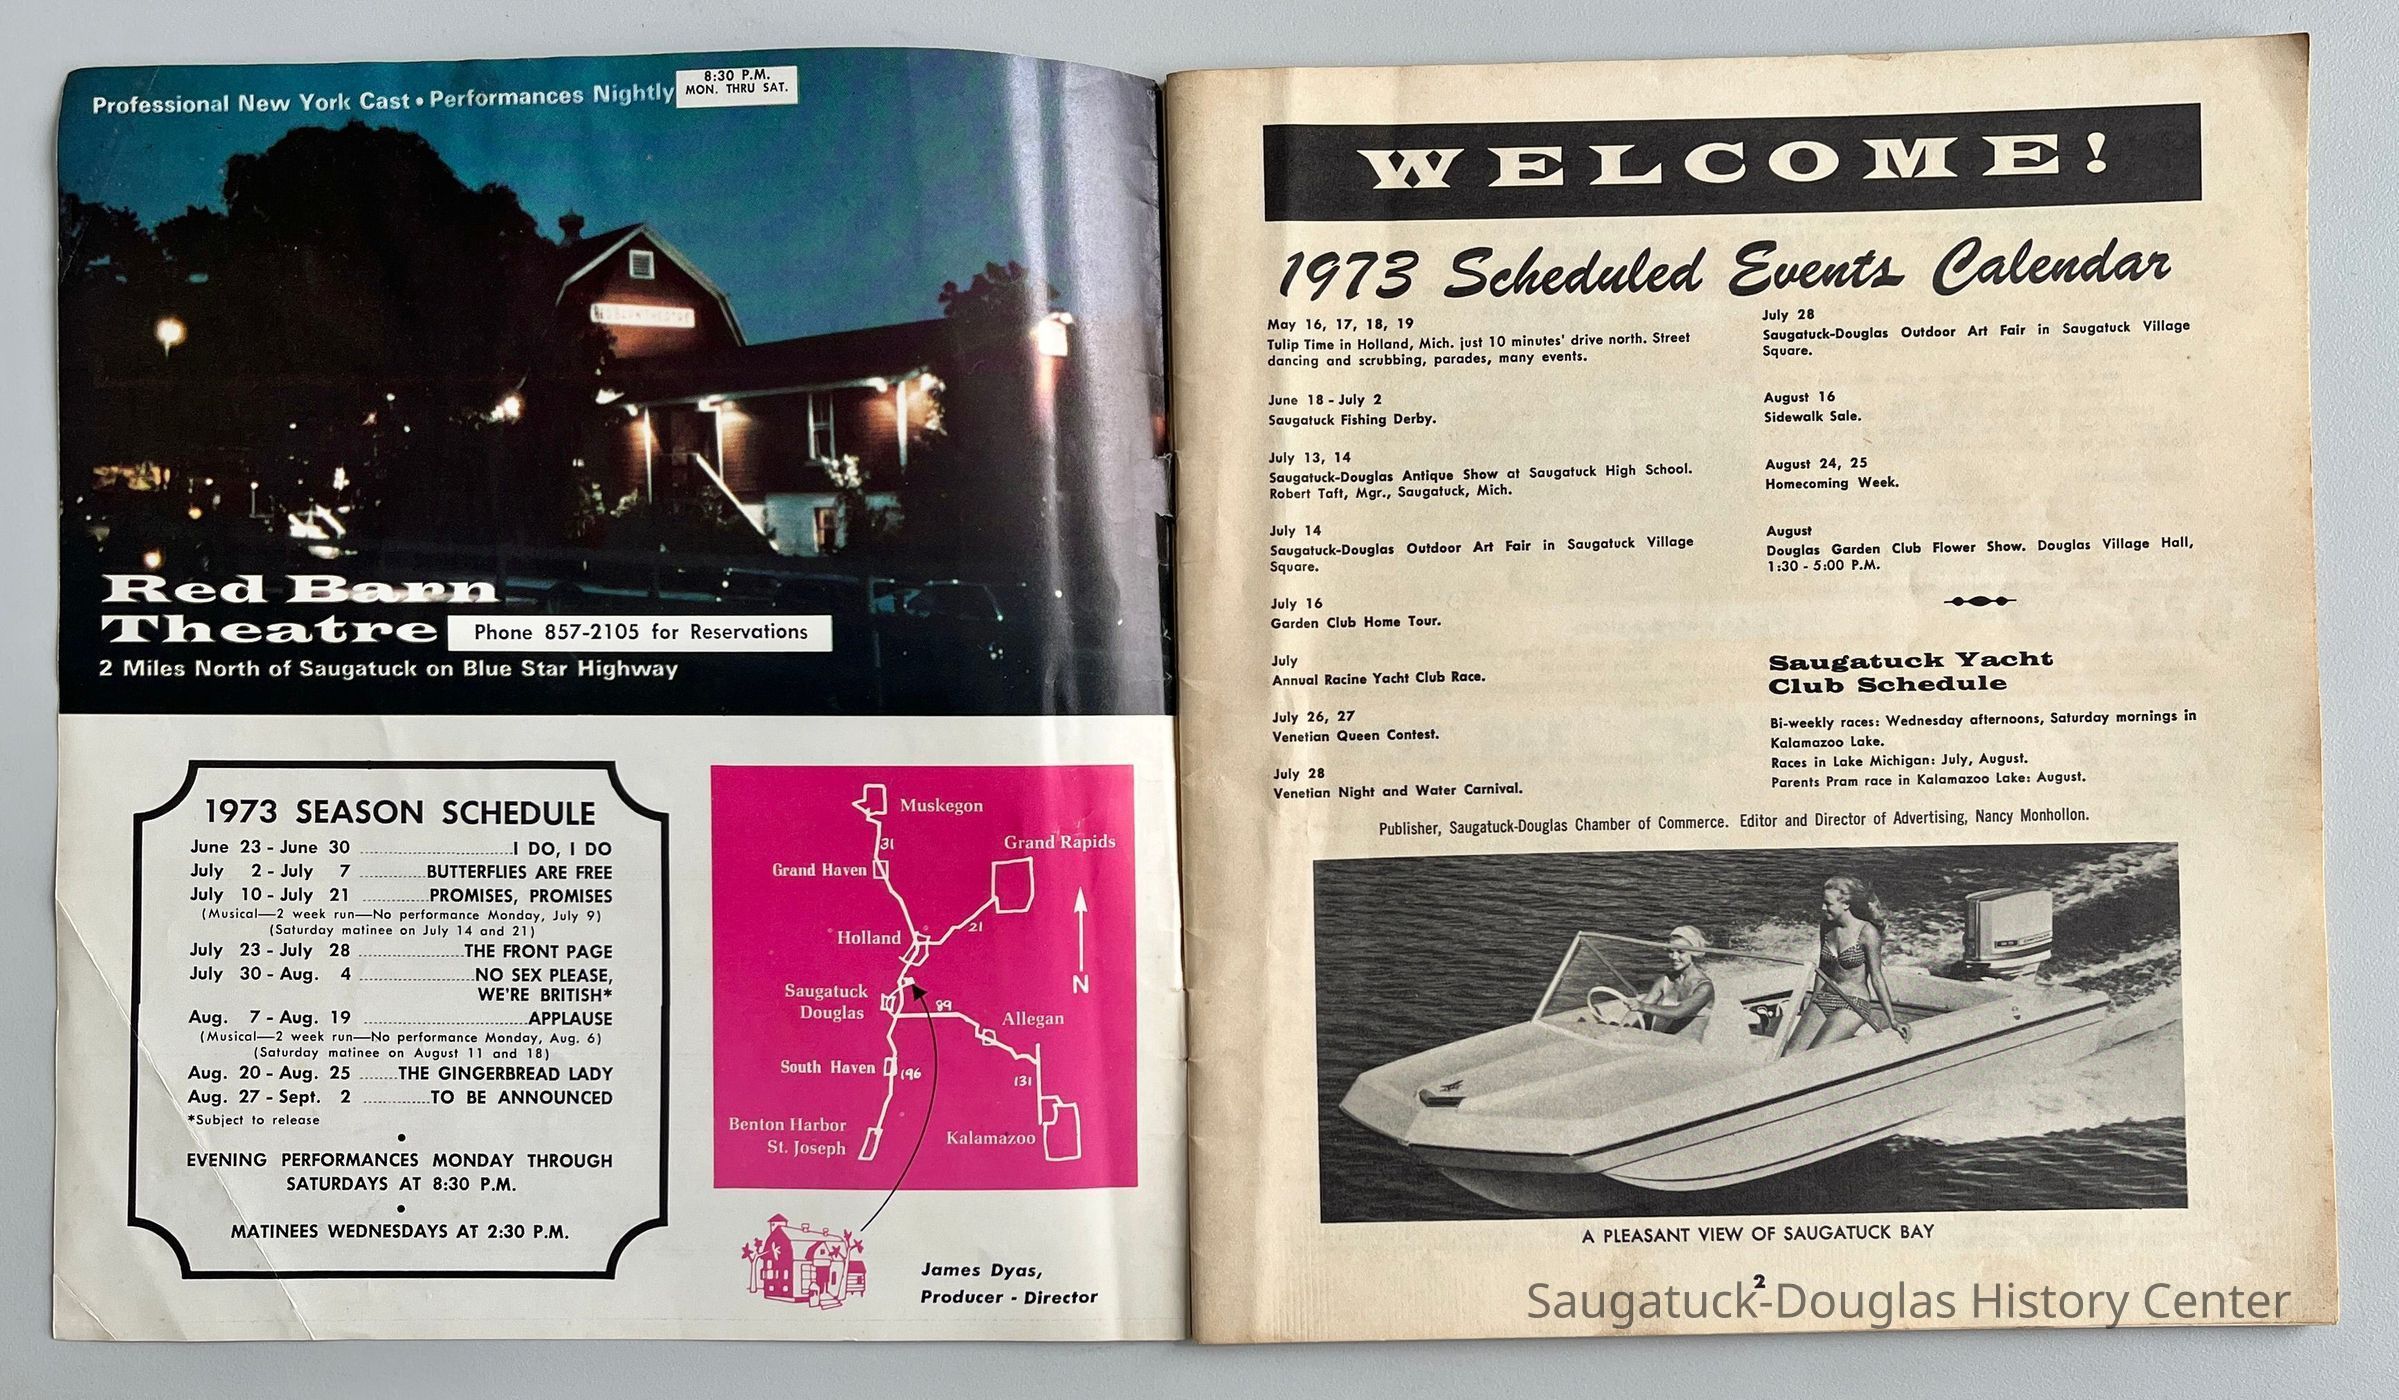 Professional New York Cast • Performances Nightly
8:30 P.M.
MON. THRU SAT.
RED BARN THEATRE
Red Barn
Theatre
Phone 857-2105 for Reservations
2 Miles North of Saugatuck on Blue Star Highway
1973 SEASON SCHEDULE
June 23 - June 30 ........ I DO, I DO
July 2 - July 7 ........ BUTTERFLIES ARE FREE
July 10 - July 21 ........ PROMISES, PROMISES
(Musical—2 week run—No performance Monday, July 9)
(Saturday matinee on July 14 and 21)
July 23 - July 28 ........ THE FRONT PAGE
July 30 - Aug. 4 ........ NO SEX PLEASE,
WE'RE BRITISH*
Aug. 7 - Aug. 19 ........ APPLAUSE
(Musical—2 week run—No performance Monday, Aug. 6)
(Saturday matinee on August 11 and 18)
Aug. 20 - Aug. 25 ........ THE GINGERBREAD LADY
Aug. 27 - Sept. 2 ........ TO BE ANNOUNCED
*Subject to release
•
EVENING PERFORMANCES MONDAY THROUGH
SATURDAYS AT 8:30 P.M.
•
MATINEES WEDNESDAYS AT 2:30 P.M.
Muskegon
31
Grand Rapids
Grand Haven
21
Holland
N
Saugatuck
Douglas
89
Allegan
South Haven
196
131
Benton Harbor
St. Joseph
Kalamazoo
James Dyas,
Producer - Director
WELCOME!
1973 Scheduled Events Calendar
May 16, 17, 18, 19
Tulip Time in Holland, Mich. just 10 minutes' drive north. Street
dancing and scrubbing, parades, many events.
June 18 - July 2
Saugatuck Fishing Derby.
July 13, 14
Saugatuck-Douglas Antique Show at Saugatuck High School.
Robert Taft, Mgr., Saugatuck, Mich.
July 14
Saugatuck-Douglas Outdoor Art Fair in Saugatuck Village
Square.
July 16
Garden Club Home Tour.
July
Annual Racine Yacht Club Race.
July 26, 27
Venetian Queen Contest.
July 28
Venetian Night and Water Carnival.
July 28
Saugatuck-Douglas Outdoor Art Fair in Saugatuck Village
Square.
August 16
Sidewalk Sale.
August 24, 25
Homecoming Week.
August
Douglas Garden Club Flower Show. Douglas Village Hall,
1:30 - 5:00 P.M.
Saugatuck Yacht
Club Schedule
Bi-weekly races: Wednesday afternoons, Saturday mornings in
Kalamazoo Lake.
Races in Lake Michigan: July, August.
Parents Pram race in Kalamazoo Lake: August.
Publisher, Saugatuck-Douglas Chamber of Commerce. Editor and Director of Advertising, Nancy Monhollon.
A PLEASANT VIEW OF SAUGATUCK BAY
2
Saugatuck-Douglas History Center